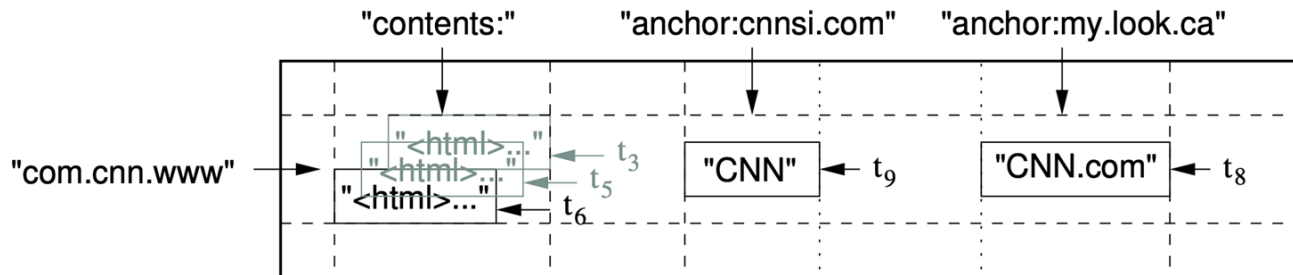 "contents:" "anchor:cnnsi.com" "anchor:my.look.ca"
"<html>..." t3
"com.cnn.www" "<html>..." t5 "CNN" t9 "CNN.com" t8
"<html>..." t6